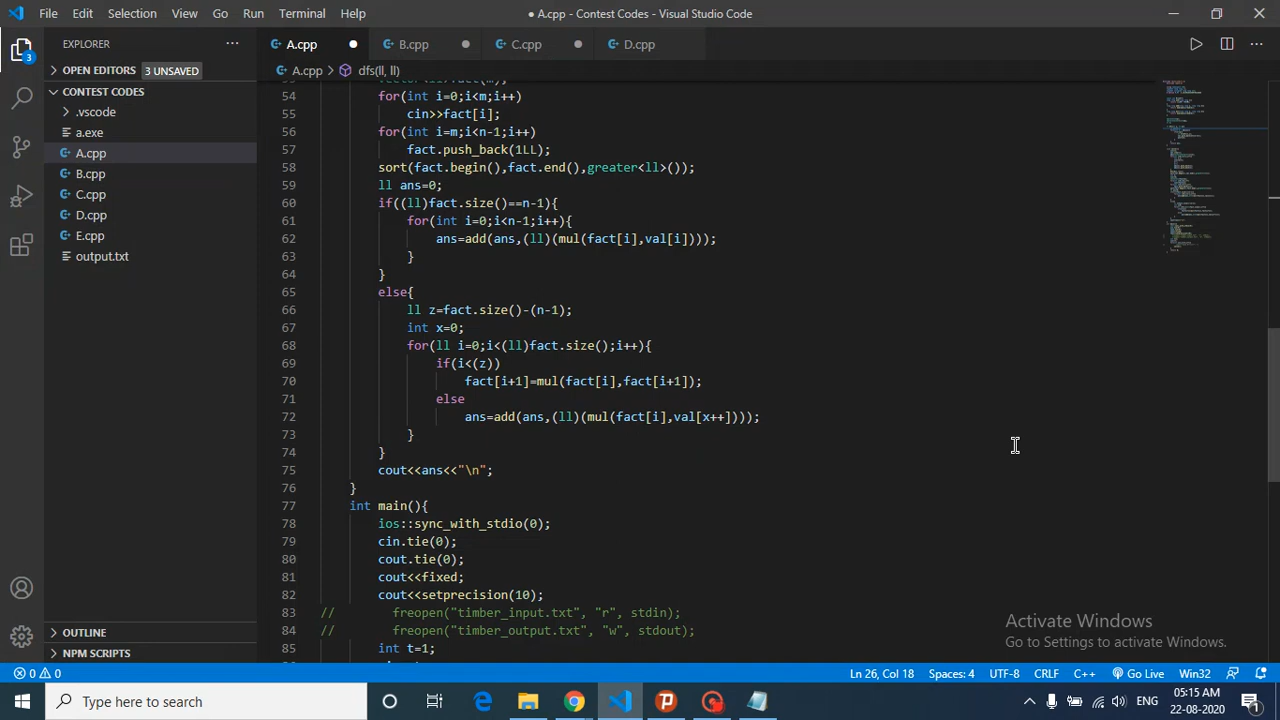 File Edit Selection View Go Run Terminal Help
● A.cpp - Contest Codes - Visual Studio Code
EXPLORER
A.cpp
B.cpp
C.cpp
D.cpp
OPEN EDITORS 3 UNSAVED
A.cpp > dfs(ll, ll)
CONTEST CODES
.vscode
a.exe
A.cpp
B.cpp
C.cpp
D.cpp
E.cpp
output.txt
54 for(int i=0;i<m;i++)
55 cin>>fact[i];
56 for(int i=m;i<n-1;i++)
57 fact.push_back(1LL);
58 sort(fact.begin(),fact.end(),greater<ll>());
59 ll ans=0;
60 if((ll)fact.size()==n-1){
61 for(int i=0;i<n-1;i++){
62 ans=add(ans,(ll)(mul(fact[i],val[i])));
63 }
64 }
65 else{
66 ll z=fact.size()-(n-1);
67 int x=0;
68 for(ll i=0;i<(ll)fact.size();i++){
69 if(i<(z))
70 fact[i+1]=mul(fact[i],fact[i+1]);
71 else
72 ans=add(ans,(ll)(mul(fact[i],val[x++])));
73 }
74 }
75 cout<<ans<<"\n";
76 }
77 int main(){
78 ios::sync_with_stdio(0);
79 cin.tie(0);
80 cout.tie(0);
81 cout<<fixed;
82 cout<<setprecision(10);
83 // freopen("timber_input.txt", "r", stdin);
84 // freopen("timber_output.txt", "w", stdout);
85 int t=1;
OUTLINE
NPM SCRIPTS
Activate Windows
Go to Settings to activate Windows.
0 0
Ln 26, Col 18 Spaces: 4 UTF-8 CRLF C++ Go Live Win32
Type here to search
ENG
05:15 AM
22-08-2020
3
1